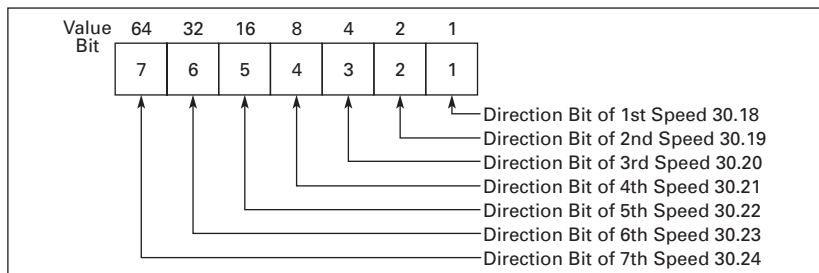 Value 64 32 16 8 4 2 1
Bit
7 6 5 4 3 2 1
Direction Bit of 1st Speed 30.18
Direction Bit of 2nd Speed 30.19
Direction Bit of 3rd Speed 30.20
Direction Bit of 4th Speed 30.21
Direction Bit of 5th Speed 30.22
Direction Bit of 6th Speed 30.23
Direction Bit of 7th Speed 30.24